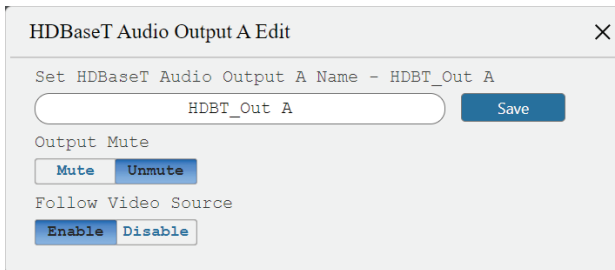 HDBaseT Audio Output A Edit
Set HDBaseT Audio Output A Name - HDBT_Out A
HDBT_Out A Save
Output Mute
Mute Unmute
Follow Video Source
Enable Disable